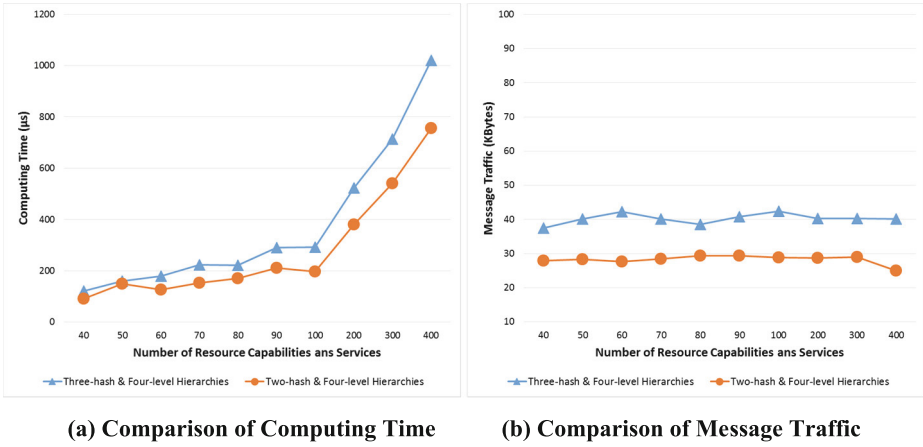 1200
1000
800
600
400
200
0
Computing Time (µs)
40 50 60 70 80 90 100 200 300 400
Number of Resource Capabilities ans Services
Three-hash & Four-level Hierarchies Two-hash & Four-level Hierarchies
(a) Comparison of Computing Time
100
90
80
70
60
50
40
30
20
10
Message Traffic (KBytes)
40 50 60 70 80 90 100 200 300 400
Number of Resource Capabilities ans Services
Three-hash & Four-level Hierarchies Two-hash & Four-level Hierarchies
(b) Comparison of Message Traffic